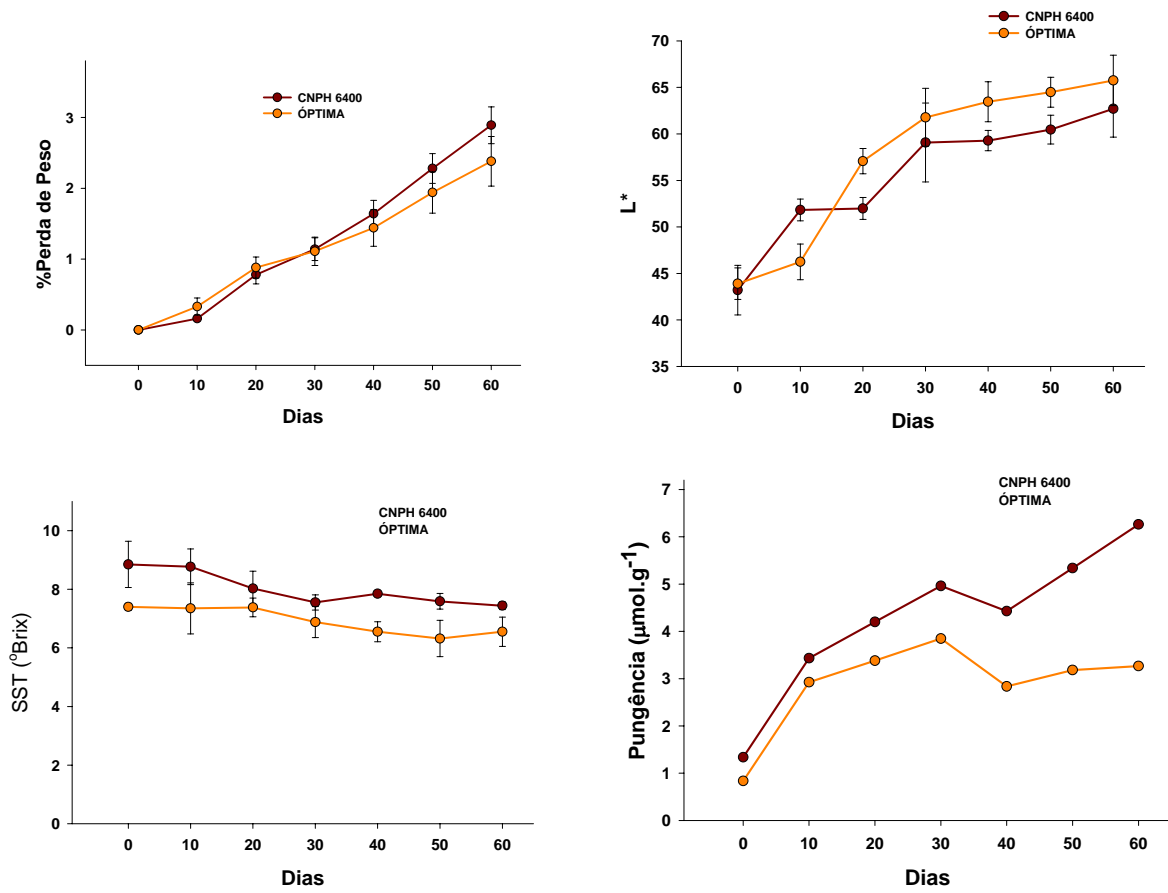 CNPH 6400
ÓPTIMA
%Perda de Peso
3
2
1
0
0 10 20 30 40 50 60
Dias
CNPH 6400
ÓPTIMA
L*
70
65
60
55
50
45
40
35
0 10 20 30 40 50 60
Dias
CNPH 6400
ÓPTIMA
SST (ºBrix)
10
8
6
4
2
0
0 10 20 30 40 50 60
Dias
CNPH 6400
ÓPTIMA
Pungência (μmol.g⁻¹)
7
6
5
4
3
2
1
0
0 10 20 30 40 50 60
Dias